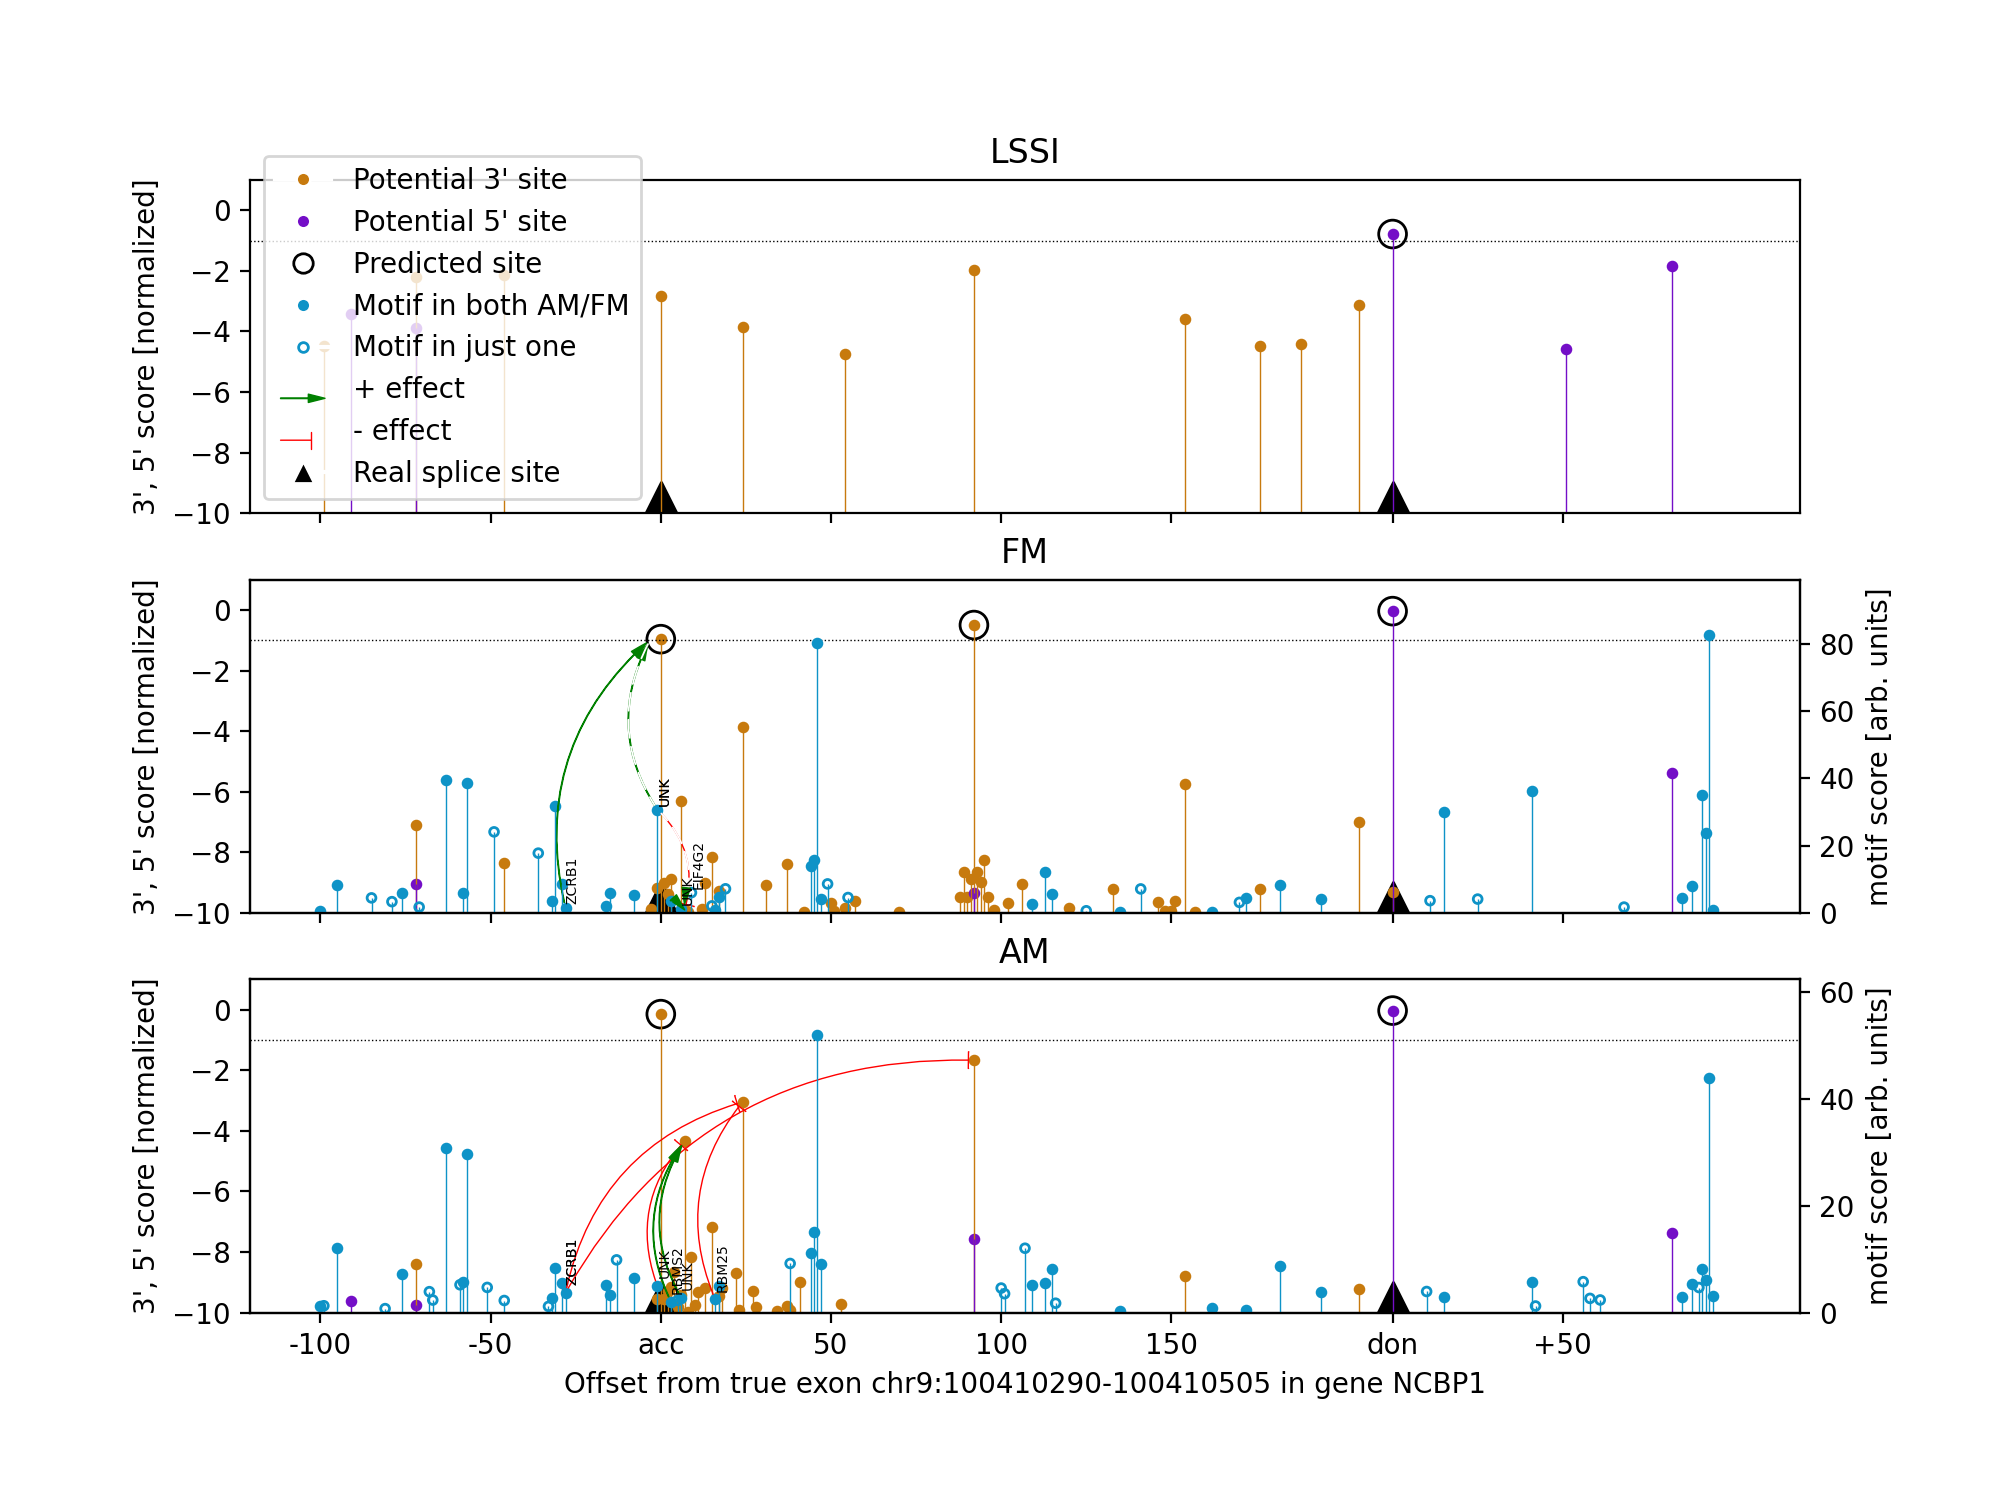 LSSI
3', 5' score [normalized]
0
−2
−4
−6
−8
−10
Potential 3' site
Potential 5' site
Predicted site
Motif in both AM/FM
Motif in just one
+ effect
- effect
Real splice site
FM
3', 5' score [normalized]
0
−2
−4
−6
−8
−10
UNK
ZCRB1
EIF4G2
UNK
80
60
40
20
0
motif score [arb. units]
AM
3', 5' score [normalized]
0
−2
−4
−6
−8
−10
ZCRB1
UNK
RBMS2
UNK
RBM25
60
40
20
0
motif score [arb. units]
-100 -50 acc 50 100 150 don +50
Offset from true exon chr9:100410290-100410505 in gene NCBP1